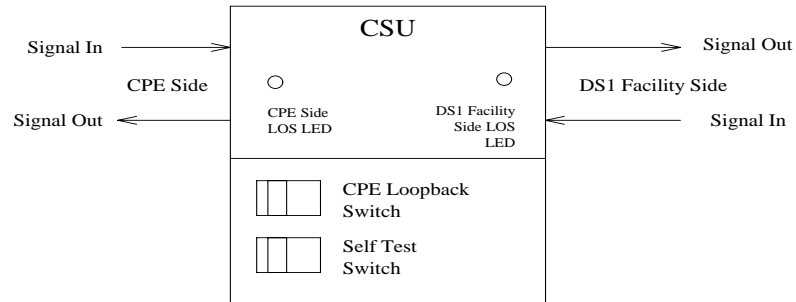 CSU
Signal In
Signal Out
CPE Side
DS1 Facility Side
Signal Out
Signal In
CPE Side
LOS LED
DS1 Facility
Side LOS
LED
CPE Loopback
Switch
Self Test
Switch